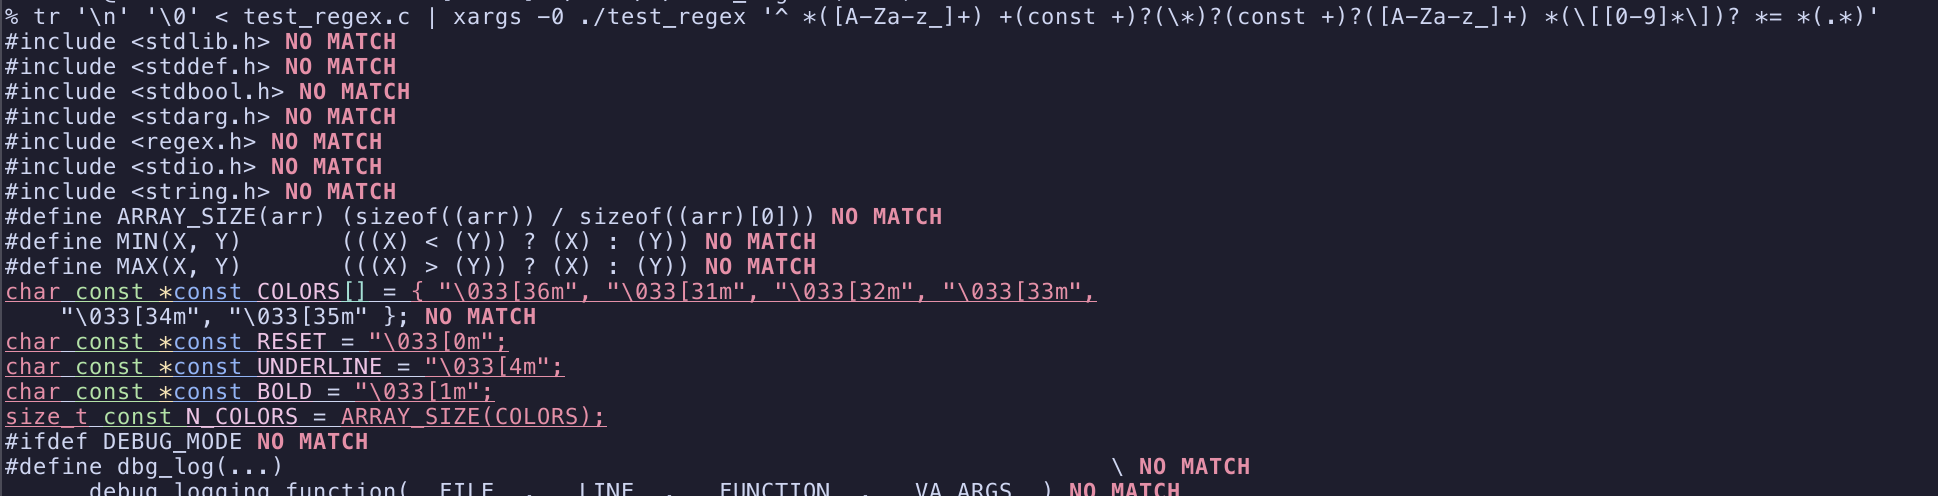 % tr '\n' '\0' < test_regex.c | xargs -0 ./test_regex '^ *([A-Za-z_]+) +(const +)?(\*)?(const +)?([A-Za-z_]+) *(\[[0-9]*\])? *= *(.*)'
#include <stdlib.h> NO MATCH
#include <stddef.h> NO MATCH
#include <stdbool.h> NO MATCH
#include <stdarg.h> NO MATCH
#include <regex.h> NO MATCH
#include <stdio.h> NO MATCH
#include <string.h> NO MATCH
#define ARRAY_SIZE(arr) (sizeof((arr)) / sizeof((arr)[0])) NO MATCH
#define MIN(X, Y)       (((X) < (Y)) ? (X) : (Y)) NO MATCH
#define MAX(X, Y)       (((X) > (Y)) ? (X) : (Y)) NO MATCH
char const *const COLORS[] = { "\033[36m", "\033[31m", "\033[32m", "\033[33m",
    "\033[34m", "\033[35m" }; NO MATCH
char const *const RESET = "\033[0m";
char const *const UNDERLINE = "\033[4m";
char const *const BOLD = "\033[1m";
size_t const N_COLORS = ARRAY_SIZE(COLORS);
#ifdef DEBUG_MODE NO MATCH
#define dbg_log(...)                                                           \ NO MATCH
debug_logging_function(__FILE__, __LINE__, __FUNCTION__, __VA_ARGS__) NO MATCH